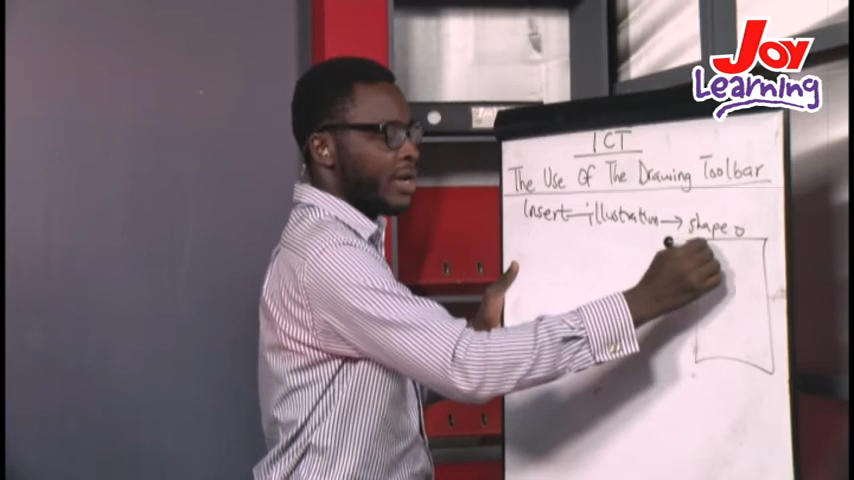 Joy
Learning
ICT
The Use Of The Drawing Toolbar
Insert → illustration → shape